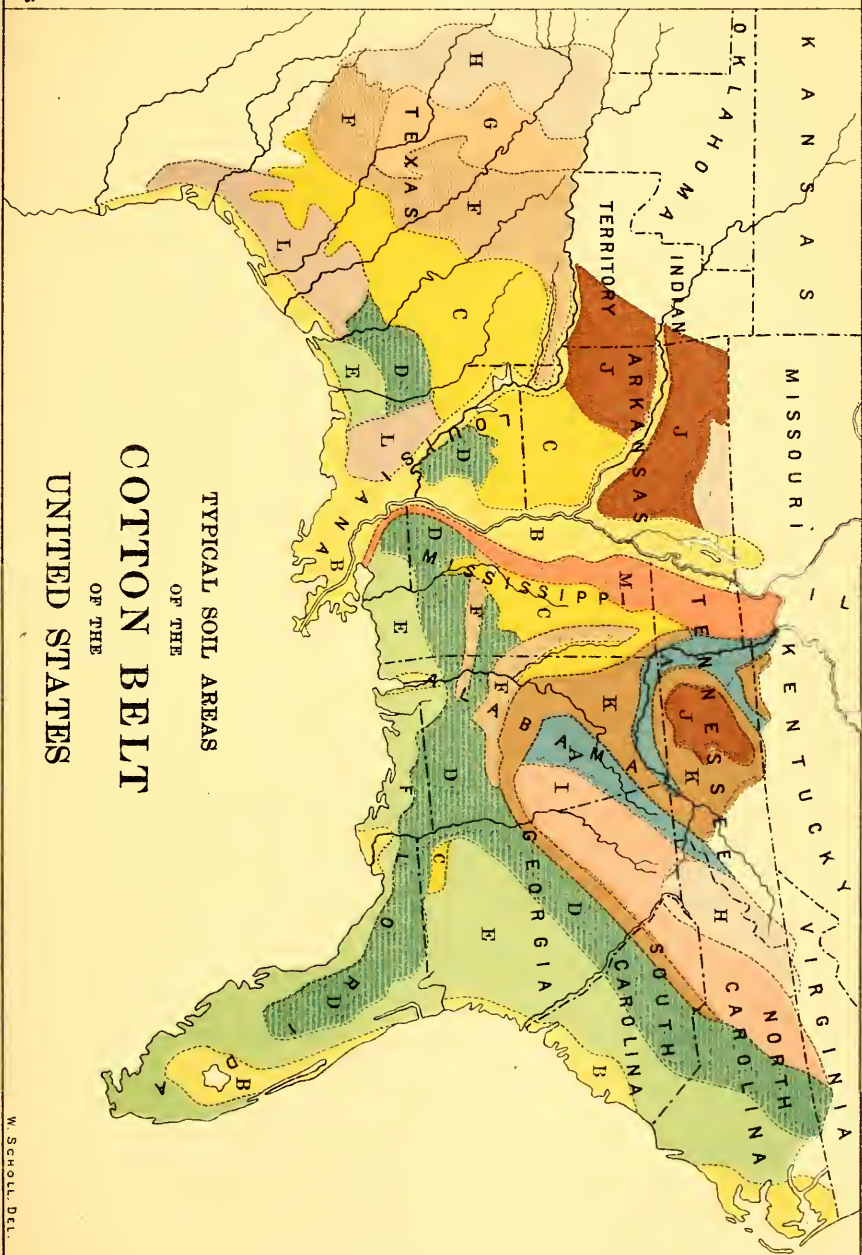 KANSAS
OKLAHOMA
INDIAN
TERRITORY
MISSOURI
IL
KENTUCKY
VIRGINIA
TENNESSEE
NORTH
CAROLINA
SOUTH
CAROLINA
ARKANSAS
TEXAS
LOUISIANA
MISSISSIPPI
ALABAMA
GEORGIA
FLORIDA
H
G
F
F
L
C
E
D
L
J
J
C
D
B
B
D
M
C
F
E
F
K
J
K
A
I
D
C
E
D
H
D
B
B
TYPICAL SOIL AREAS
OF THE
COTTON BELT
OF THE
UNITED STATES
W. SCHOLL, DEL.